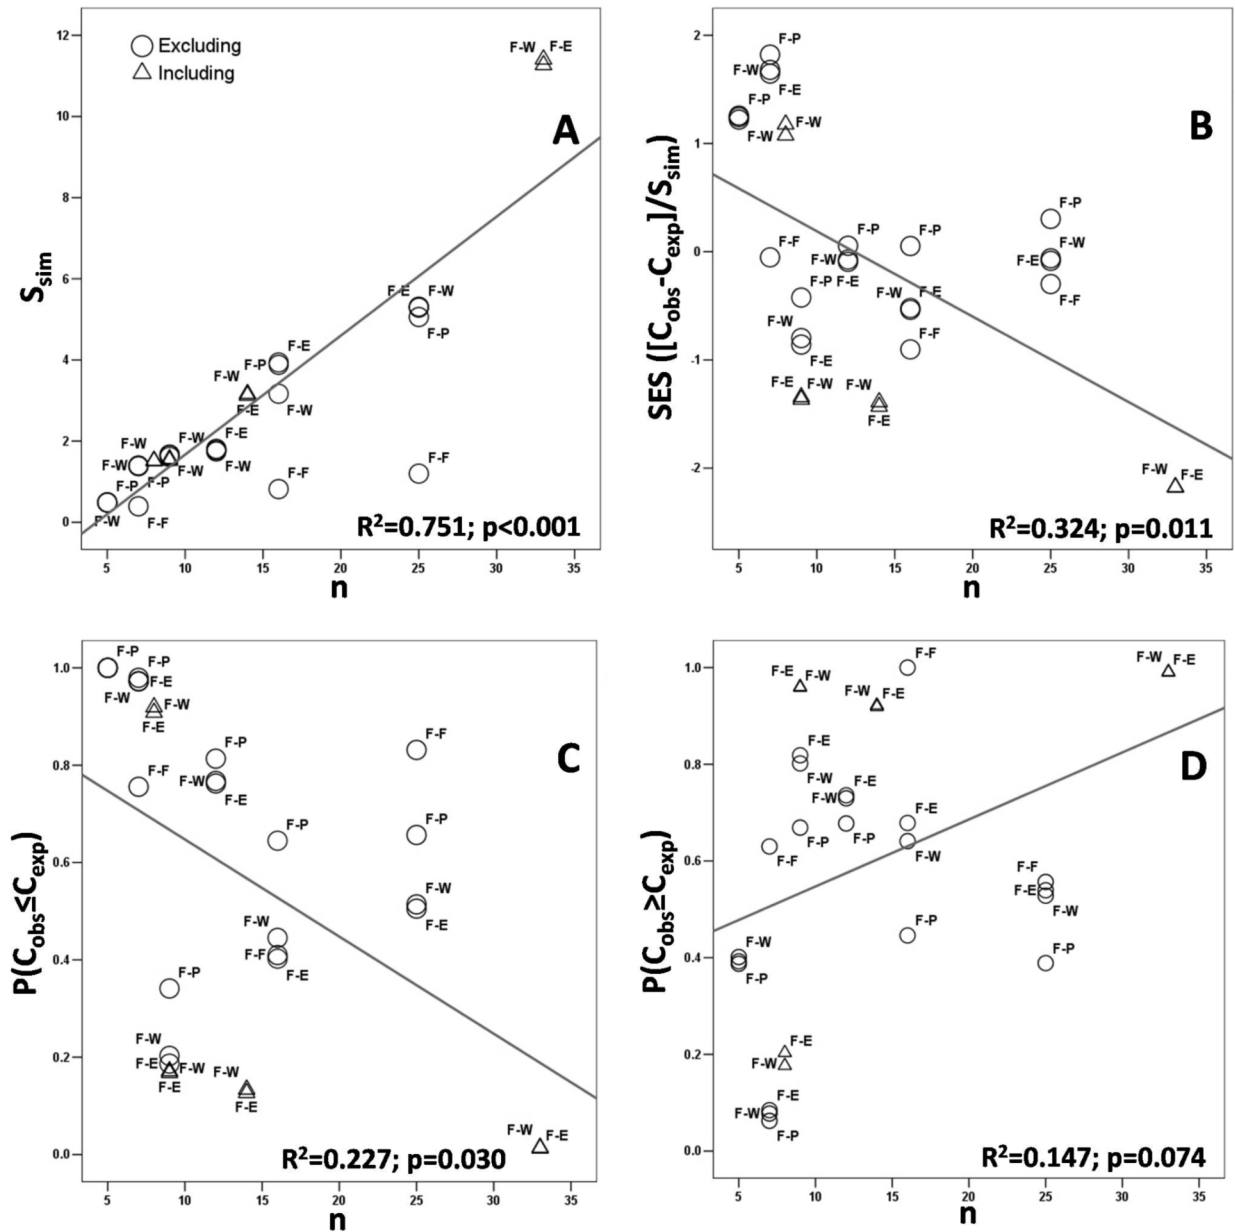 12
10
8
6
4
2
0
S_sim
Excluding
Including
F-W F-E
A
F-E F-W
F-P
F-E
F-P
F-W
F-W
F-E
F-W F-W F-E
F-W F-W F-W
F-P F-P
F-W F-F
F-F
F-F
R²=0.751; p<0.001
5 10 15 20 25 30 35
n
2
1
0
-1
-2
SES ([C_obs-C_exp]/S_sim)
F-P
F-W
F-E
F-P
F-W
F-W
B
F-P
F-P F-P
F-F F-W
F-W F-E
F-P F-E F-W F-E
F-F
F-W
F-E F-F
F-E F-W F-W
F-E
F-W F-E
R²=0.324; p=0.011
5 10 15 20 25 30 35
n
1.0
0.8
0.6
0.4
0.2
0.0
P(C_obs≤C_exp)
F-P F-P
F-E
F-W F-W
F-E
F-P F-F
C
F-F F-W
F-E
F-P F-P
F-W F-W
F-F F-E
F-E
F-P
F-W
F-E F-W F-W
F-E
F-E
F-W F-E
R²=0.227; p=0.030
5 10 15 20 25 30 35
n
1.0
0.8
0.6
0.4
0.2
0.0
P(C_obs≥C_exp)
F-F
F-W F-E
F-E F-W
F-W F-E
F-E
D
F-W F-E
F-W F-E
F-P F-P
F-F F-W
F-F
F-E
F-W
F-P
F-W F-P
F-P
F-E
F-W
F-E
F-W
F-P
R²=0.147; p=0.074
5 10 15 20 25 30 35
n